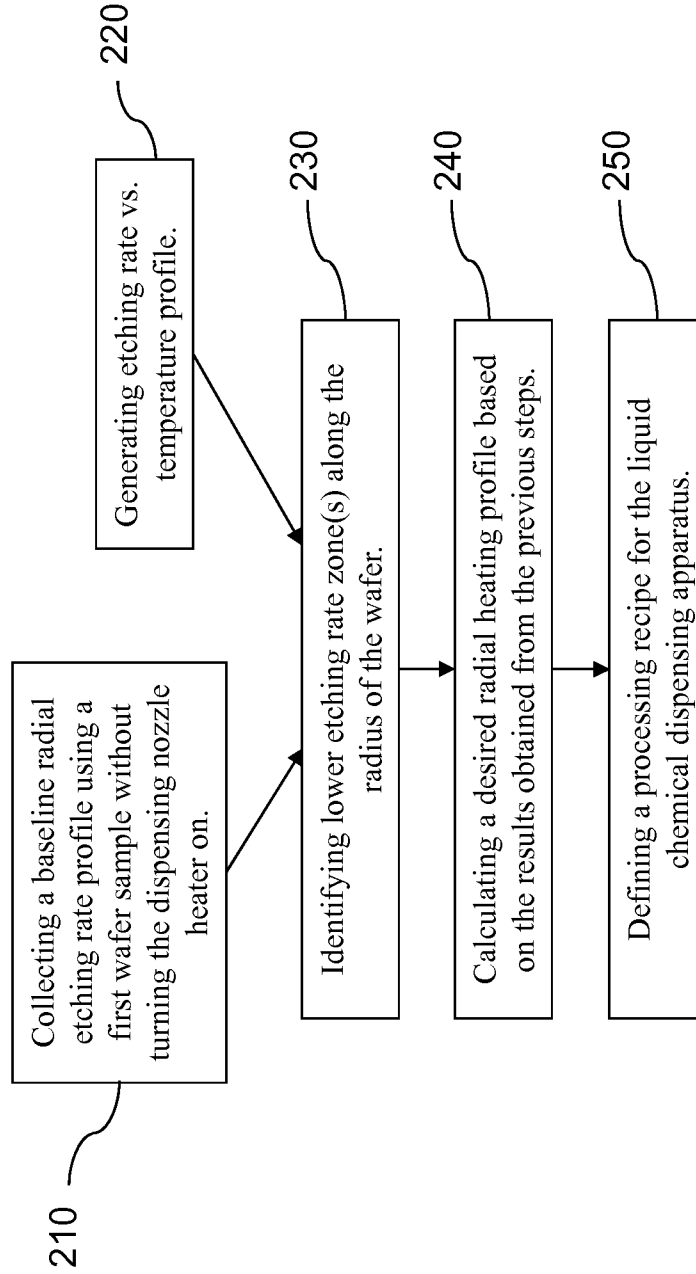 210
Collecting a baseline radial
etching rate profile using a
first wafer sample without
turning the dispensing nozzle
heater on.
220
Generating etching rate vs.
temperature profile.
230
Identifying lower etching rate zone(s) along the
radius of the wafer.
240
Calculating a desired radial heating profile based
on the results obtained from the previous steps.
250
Defining a processing recipe for the liquid
chemical dispensing apparatus.